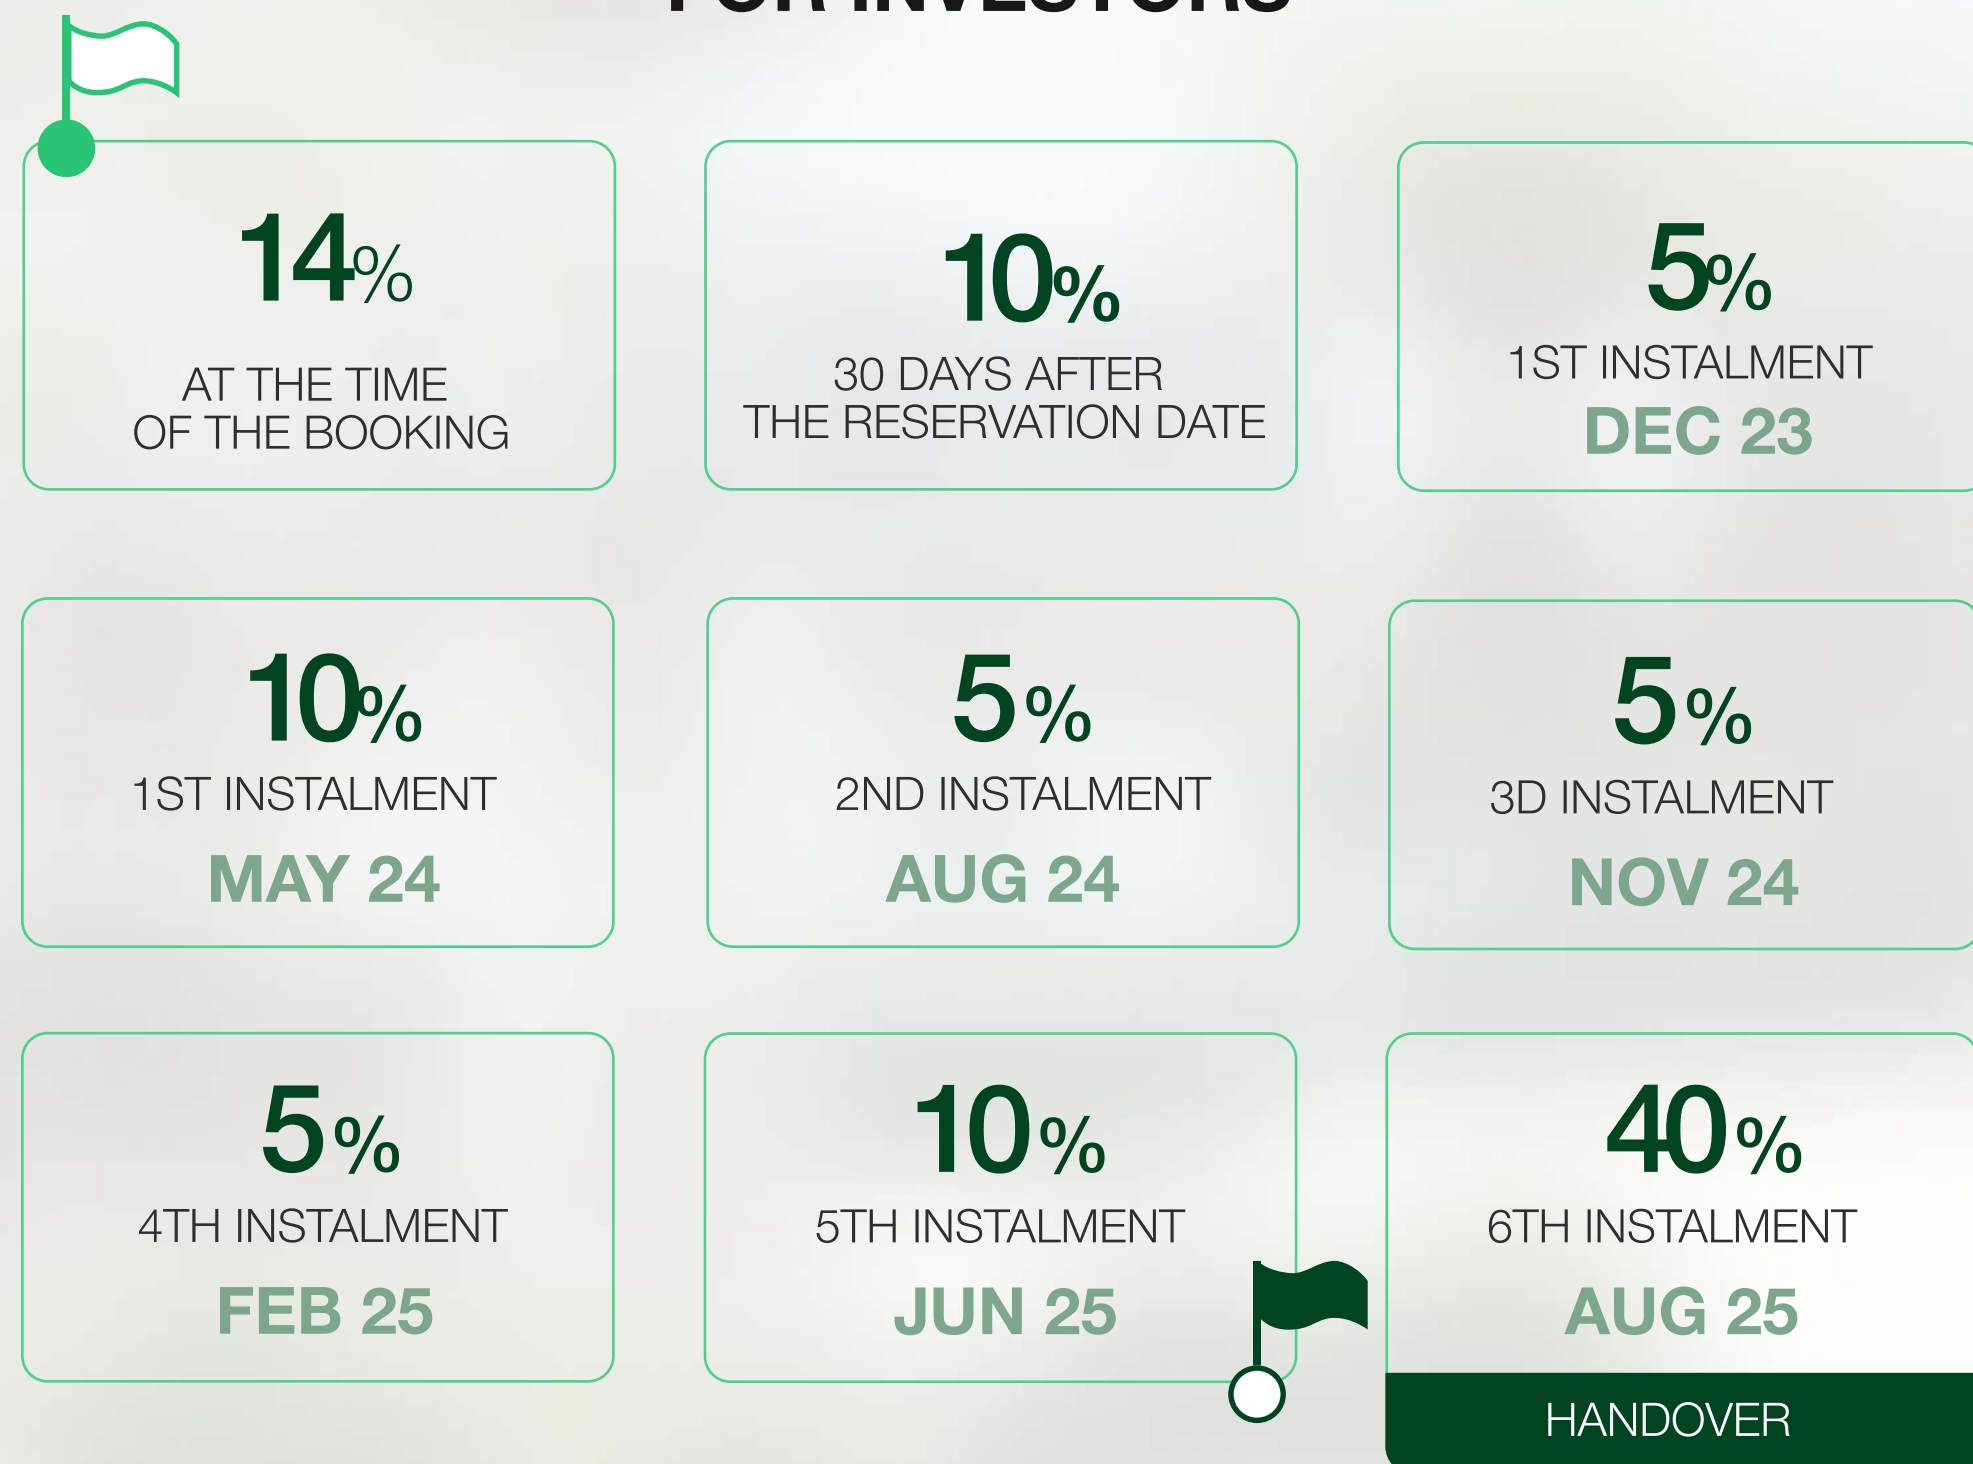 FOR INVESTORS
14%
AT THE TIME
OF THE BOOKING
10%
30 DAYS AFTER
THE RESERVATION DATE
5%
1ST INSTALMENT
DEC 23
10%
1ST INSTALMENT
MAY 24
5%
2ND INSTALMENT
AUG 24
5%
3D INSTALMENT
NOV 24
5%
4TH INSTALMENT
FEB 25
10%
5TH INSTALMENT
JUN 25
40%
6TH INSTALMENT
AUG 25
HANDOVER